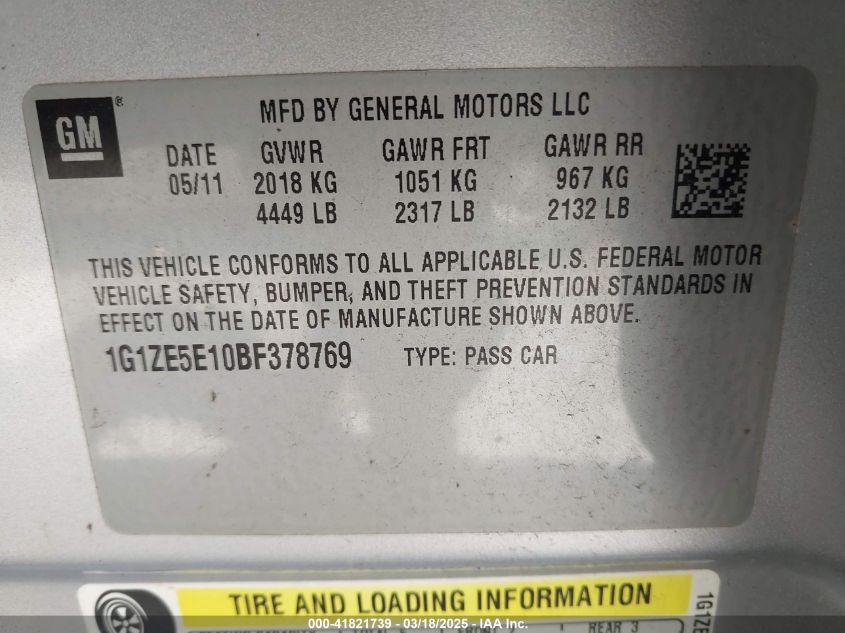 GM®
MFD BY GENERAL MOTORS LLC
DATE GVWR GAWR FRT GAWR RR
05/11 2018 KG 1051 KG 967 KG
4449 LB 2317 LB 2132 LB
THIS VEHICLE CONFORMS TO ALL APPLICABLE U.S. FEDERAL MOTOR
VEHICLE SAFETY, BUMPER, AND THEFT PREVENTION STANDARDS IN
EFFECT ON THE DATE OF MANUFACTURE SHOWN ABOVE.
1G1ZE5E10BF378769 TYPE: PASS CAR
TIRE AND LOADING INFORMATION
1G1ZE
REAR 3
000-41821739 - 03/18/2025 - IAA Inc.